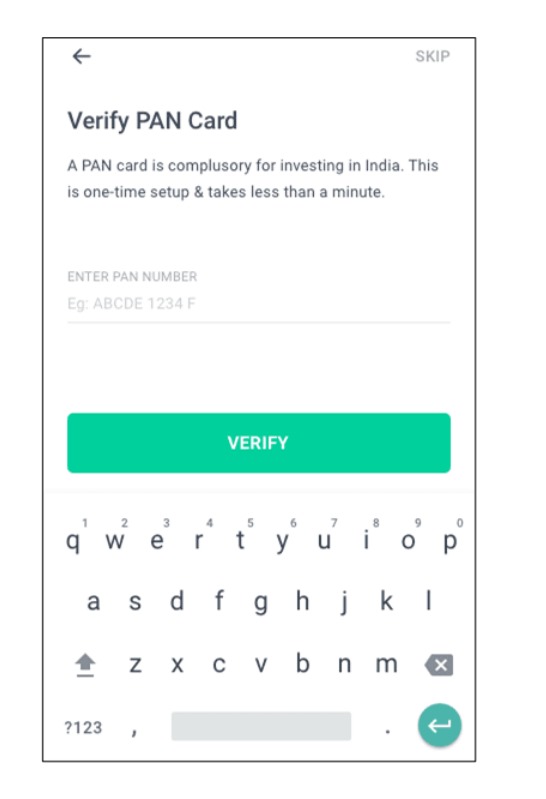 SKIP
Verify PAN Card
A PAN card is complusory for investing in India. This
is one-time setup & takes less than a minute.
ENTER PAN NUMBER
Eg: ABCDE 1234 F
VERIFY
1 2 3 4 5 6 7 8 9 0
q w e r t y u i o p
a s d f g h j k l
z x c v b n m
?123 , .